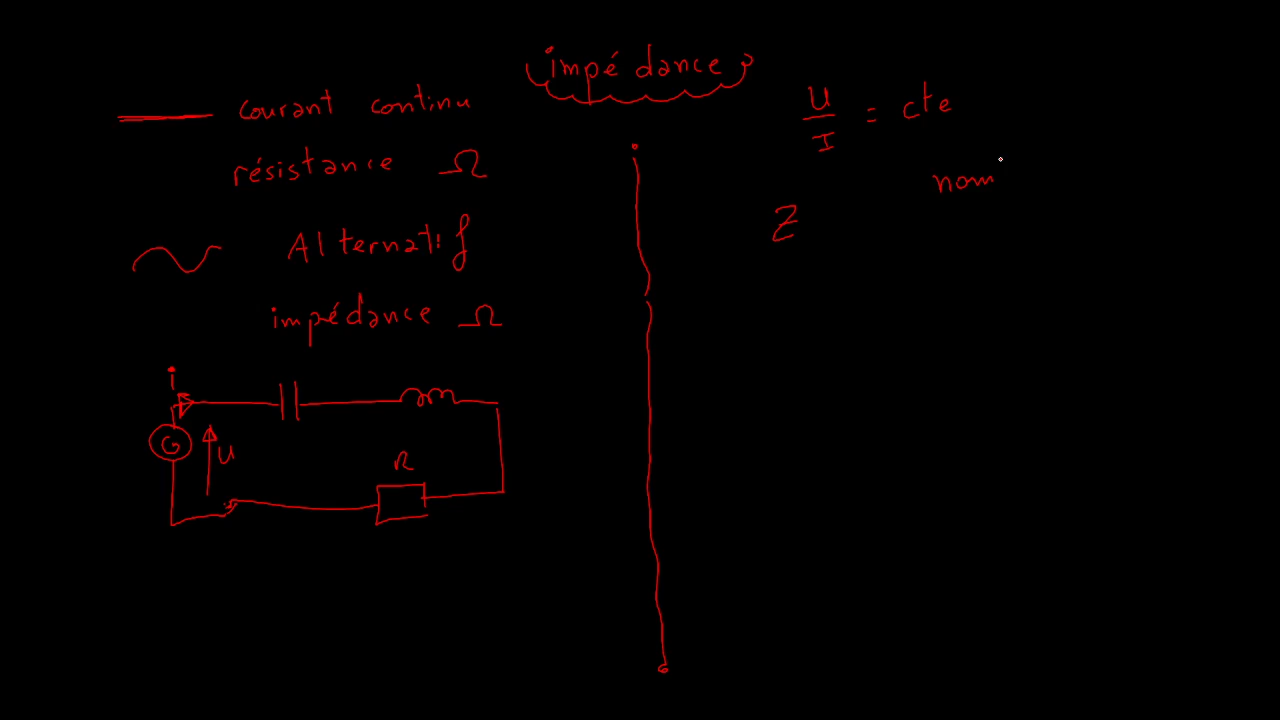 impédance
courant continu
résistance Ω
Alternatif
impédance Ω
i
G
U
R
U
I
= cte
Z
nom